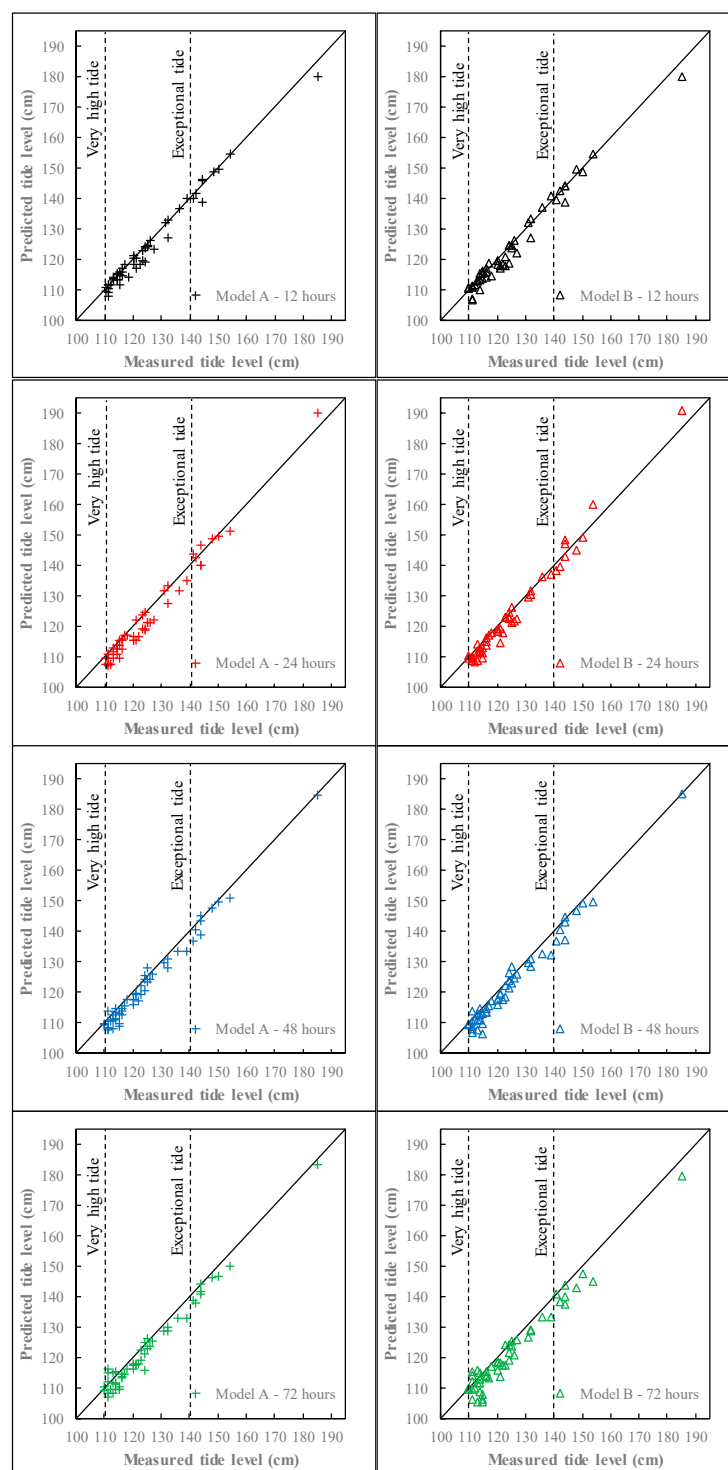 190
180
170
160
150
140
130
120
110
100
Predicted tide level (cm)
Very high tide
Exceptional tide
Model A - 12 hours
100 110 120 130 140 150 160 170 180 190
Measured tide level (cm)
190
180
170
160
150
140
130
120
110
100
Predicted tide level (cm)
Very high tide
Exceptional tide
Model B - 12 hours
100 110 120 130 140 150 160 170 180 190
Measured tide level (cm)
190
180
170
160
150
140
130
120
110
100
Predicted tide level (cm)
Very high tide
Exceptional tide
Model A - 24 hours
100 110 120 130 140 150 160 170 180 190
Measured tide level (cm)
190
180
170
160
150
140
130
120
110
100
Predicted tide level (cm)
Very high tide
Exceptional tide
Model B - 24 hours
100 110 120 130 140 150 160 170 180 190
Measured tide level (cm)
190
180
170
160
150
140
130
120
110
100
Predicted tide level (cm)
Very high tide
Exceptional tide
Model A - 48 hours
100 110 120 130 140 150 160 170 180 190
Measured tide level (cm)
190
180
170
160
150
140
130
120
110
100
Predicted tide level (cm)
Very high tide
Exceptional tide
Model B - 48 hours
100 110 120 130 140 150 160 170 180 190
Measured tide level (cm)
190
180
170
160
150
140
130
120
110
100
Predicted tide level (cm)
Very high tide
Exceptional tide
Model A - 72 hours
100 110 120 130 140 150 160 170 180 190
Measured tide level (cm)
190
180
170
160
150
140
130
120
110
100
Predicted tide level (cm)
Very high tide
Exceptional tide
Model B - 72 hours
100 110 120 130 140 150 160 170 180 190
Measured tide level (cm)